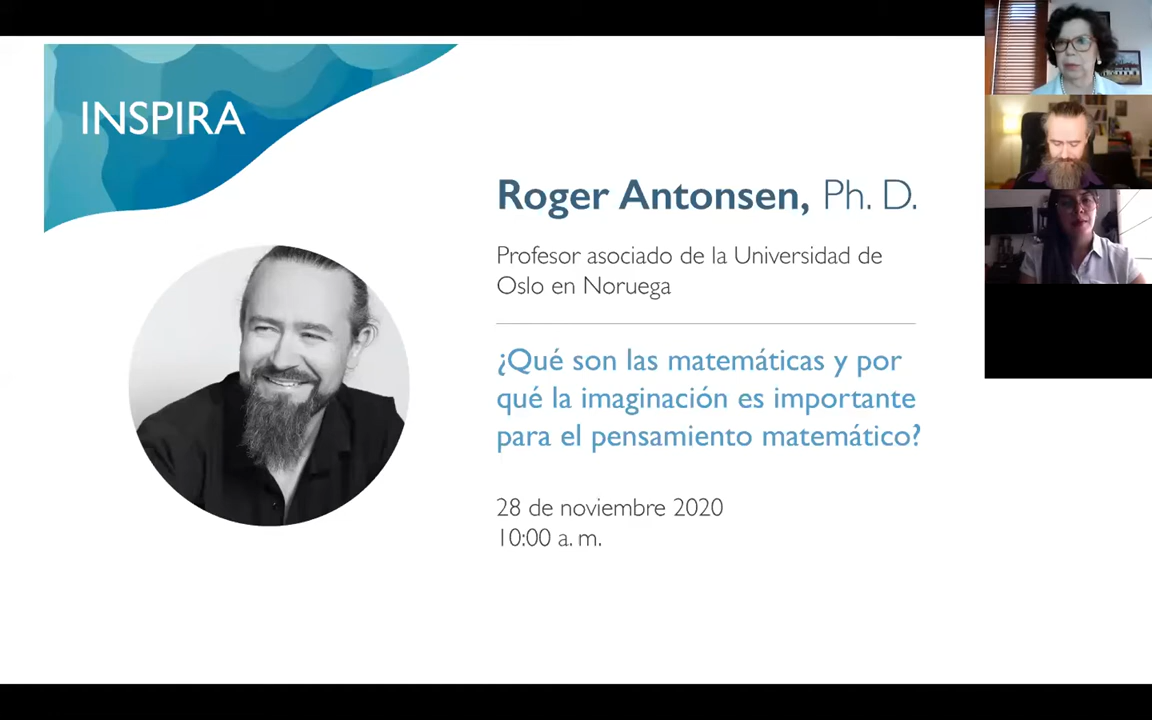 INSPIRA
Roger Antonsen, Ph. D.
Profesor asociado de la Universidad de
Oslo en Noruega
¿Qué son las matemáticas y por
qué la imaginación es importante
para el pensamiento matemático?
28 de noviembre 2020
10:00 a. m.